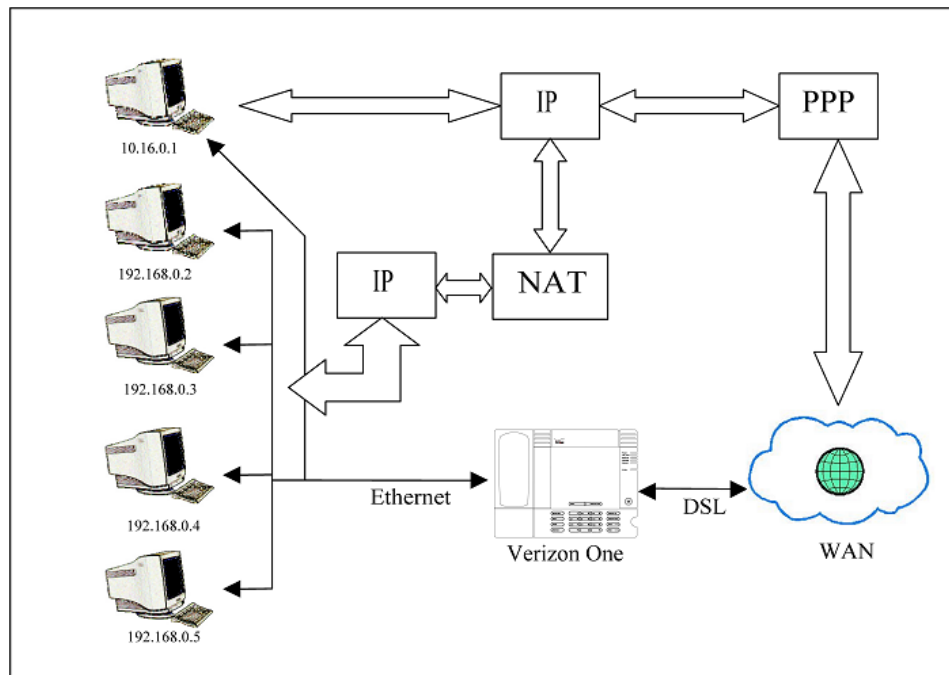 IP
PPP
10.16.0.1
192.168.0.2
IP
NAT
192.168.0.3
192.168.0.4
Ethernet
DSL
Verizon One
WAN
192.168.0.5